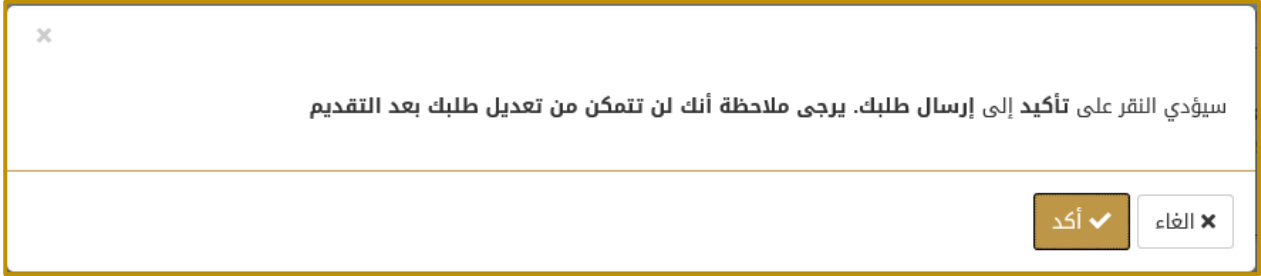 ×
سيؤدي النقر على تأكيد إلى إرسال طلبك. يرجى ملاحظة أنك لن تتمكن من تعديل طلبك بعد التقديم
✖ الغاء
✔ أكد